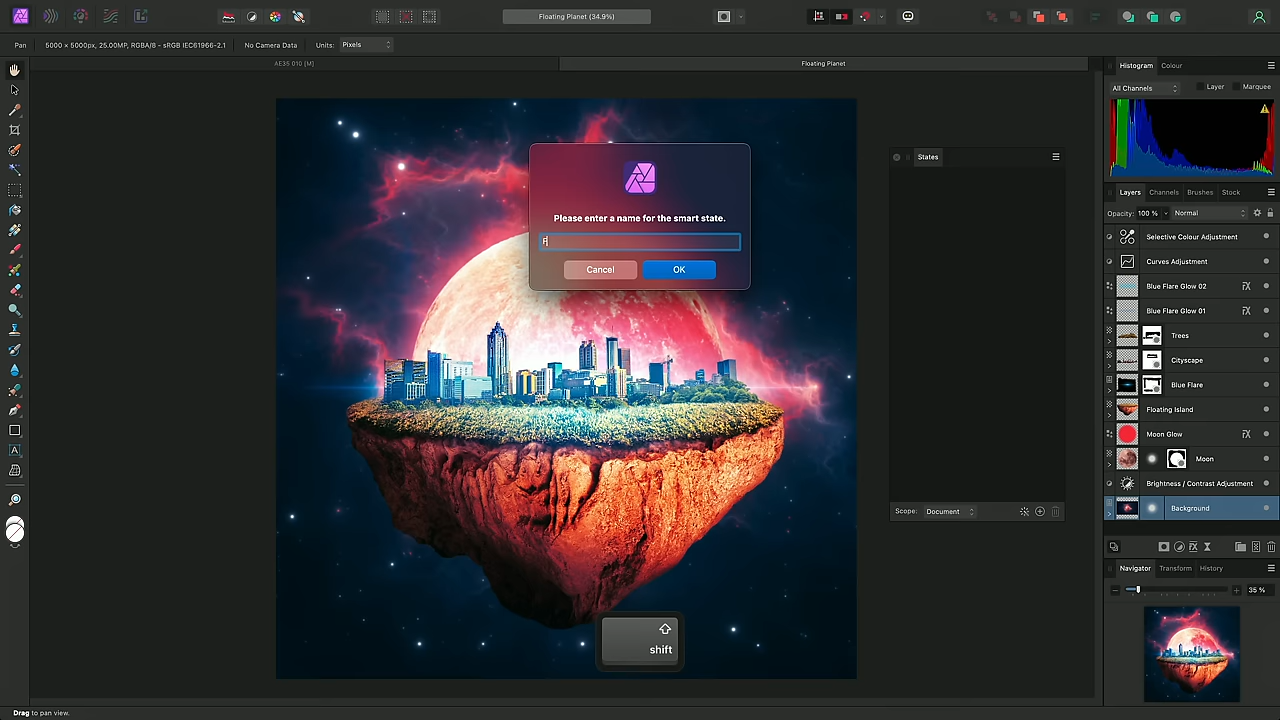 Floating Planet (34.9%)
Pan
5000 × 5000px, 25.00MP, RGBA/8 - sRGB IEC61966-2.1
No Camera Data
Units:
Pixels
AE35 010 [M]
Floating Planet
Histogram
Colour
All Channels
Layer
Marquee
States
Please enter a name for the smart state.
F
Cancel
OK
Layers
Channels
Brushes
Stock
Opacity:
100 %
Normal
Selective Colour Adjustment
Curves Adjustment
Blue Flare Glow 02
FX
Blue Flare Glow 01
FX
Trees
Cityscape
Blue Flare
Floating Island
Moon Glow
FX
Moon
Brightness / Contrast Adjustment
Background
Scope:
Document
FX
Navigator
Transform
History
35 %
A
shift
Drag to pan view.